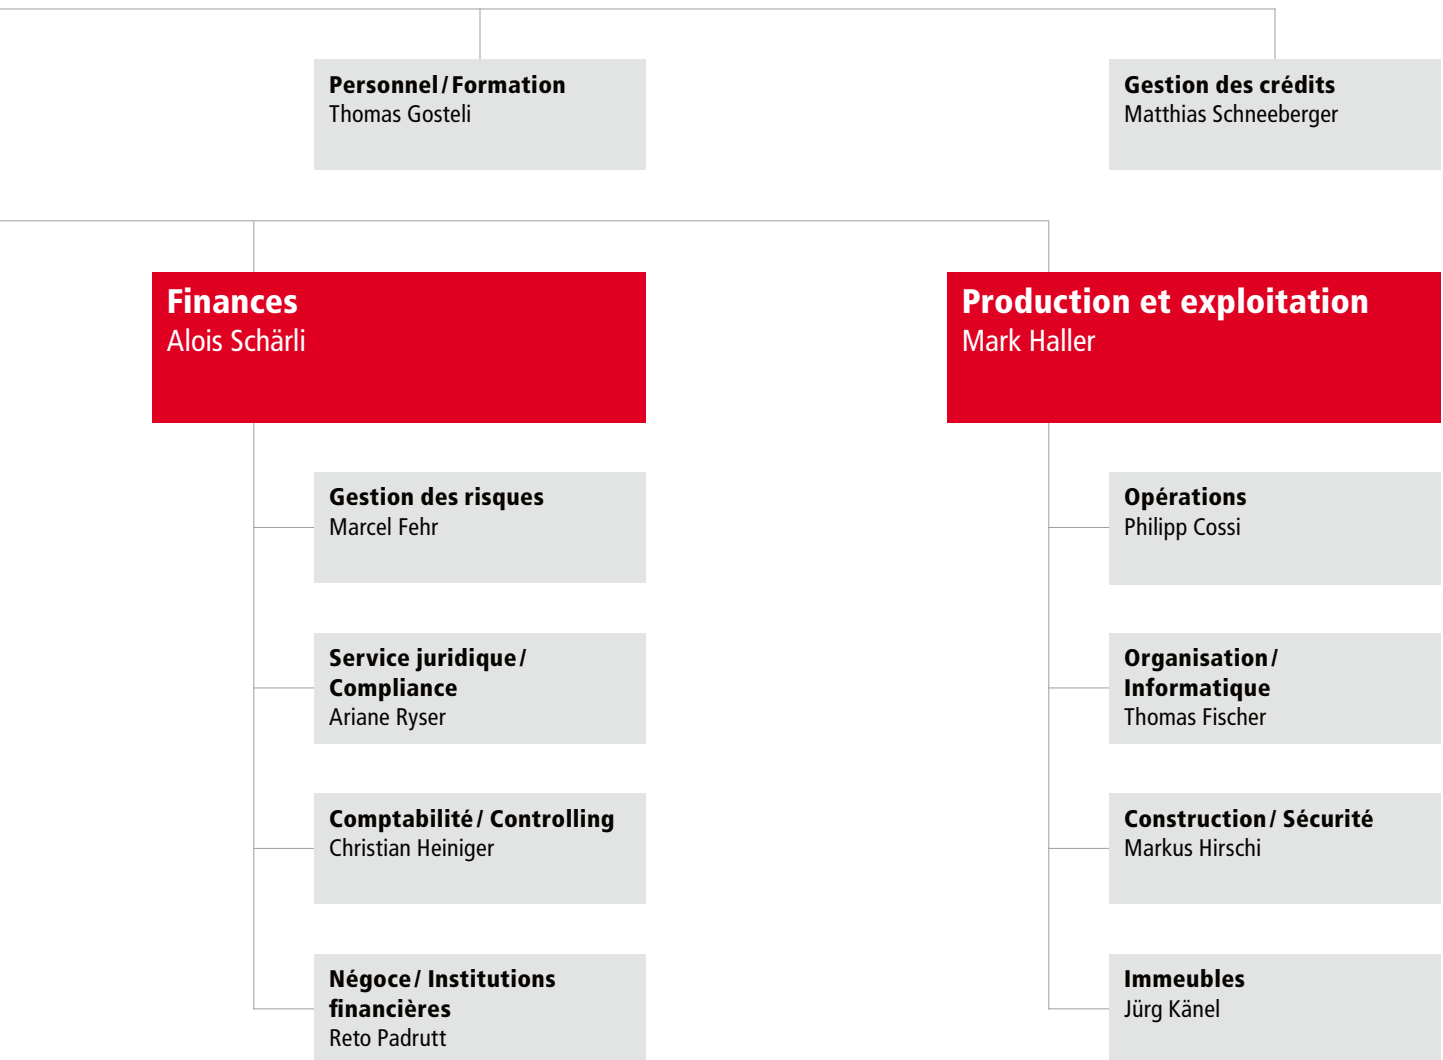 Personnel/Formation
Thomas Gosteli
Gestion des crédits
Matthias Schneeberger
Finances
Alois Schärli
Production et exploitation
Mark Haller
Gestion des risques
Marcel Fehr
Opérations
Philipp Cossi
Service juridique/
Compliance
Ariane Ryser
Organisation/
Informatique
Thomas Fischer
Comptabilité/ Controlling
Christian Heiniger
Construction/ Sécurité
Markus Hirschi
Négoce/ Institutions
financières
Reto Padrutt
Immeubles
Jürg Känel